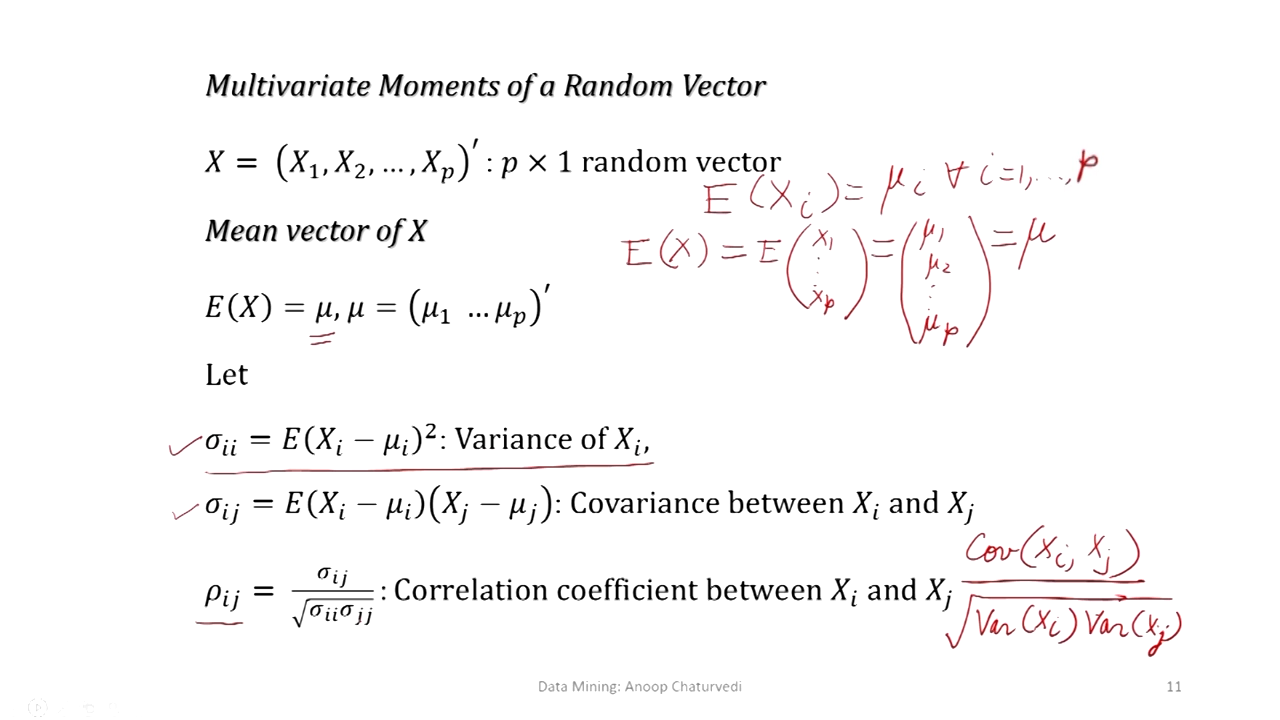 Multivariate Moments of a Random Vector
X = (X₁, X₂, …, Xₚ)′ : p × 1 random vector
E(Xᵢ) = μᵢ ∀ i=1,…,p
Mean vector of X
E(X) = E(X₁ ⋮ Xₚ) = (μ₁ μ₂ ⋮ μₚ) = μ
E(X) = μ, μ = (μ₁ …μₚ)′
Let
σᵢᵢ = E(Xᵢ − μᵢ)²: Variance of Xᵢ,
σᵢⱼ = E(Xᵢ − μᵢ)(Xⱼ − μⱼ): Covariance between Xᵢ and Xⱼ
ρᵢⱼ = σᵢⱼ/√σᵢᵢσⱼⱼ : Correlation coefficient between Xᵢ and Xⱼ Cov(Xᵢ, Xⱼ)/√Var(Xᵢ) Var(Xⱼ)
Data Mining: Anoop Chaturvedi
11